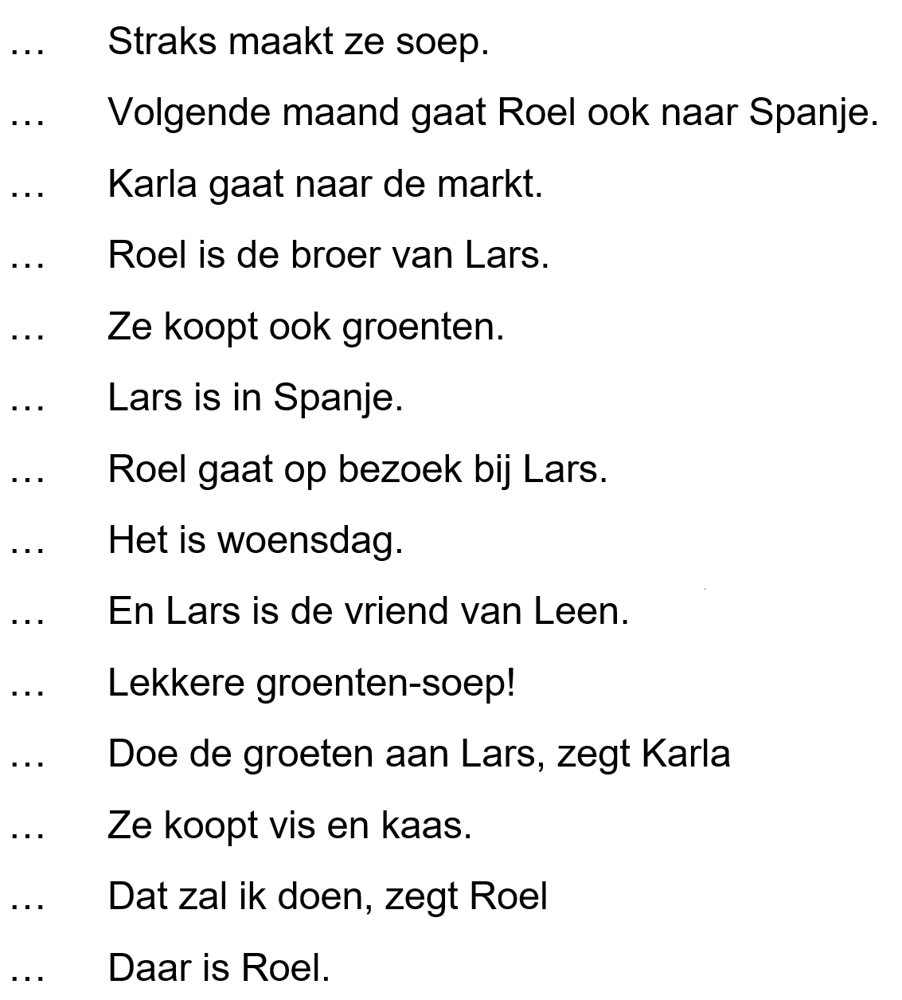 … Straks maakt ze soep.
… Volgende maand gaat Roel ook naar Spanje.
… Karla gaat naar de markt.
… Roel is de broer van Lars.
… Ze koopt ook groenten.
… Lars is in Spanje.
… Roel gaat op bezoek bij Lars.
… Het is woensdag.
… En Lars is de vriend van Leen.
… Lekkere groenten-soep!
… Doe de groeten aan Lars, zegt Karla
… Ze koopt vis en kaas.
… Dat zal ik doen, zegt Roel
… Daar is Roel.